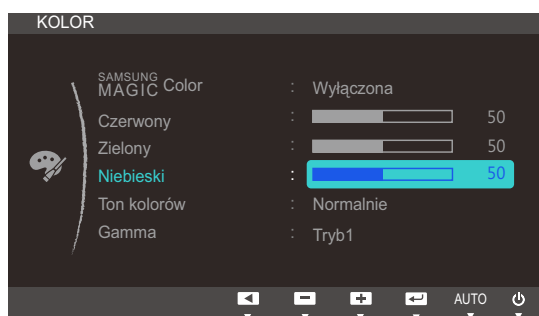 KOLOR
SAMSUNG
MAGIC Color : Wyłączona
Czerwony : 50
Zielony : 50
Niebieski : 50
Ton kolorów : Normalnie
Gamma : Tryb1
AUTO